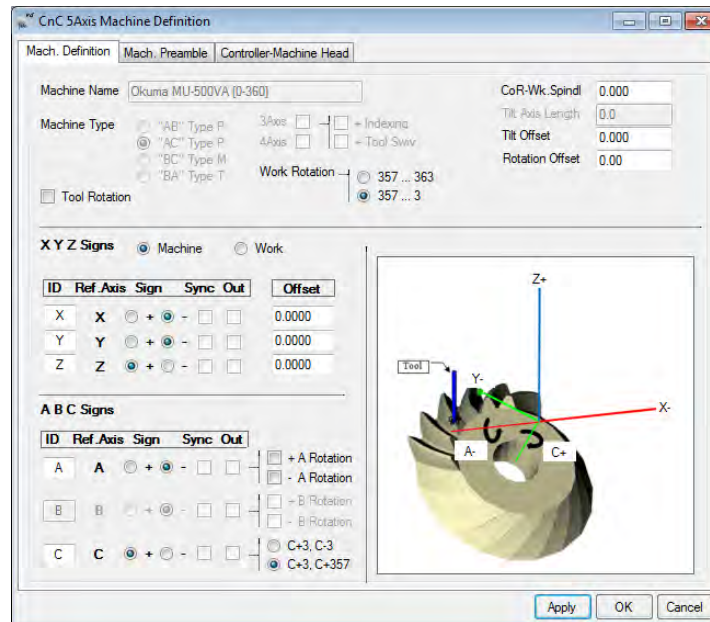 CnC 5Axis Machine Definition
Mach. Definition Mach. Preamble Controller-Machine Head
Machine Name Okuma MU-500VA (0-360) CoR-Wk.Spindl 0.000
Tilt Axis Length 0.0
Machine Type "AB" Type P 3Axis + Indexing Tilt Offset 0.000
"AC" Type P 4Axis + Tool Swiv Rotation Offset 0.00
"BC" Type M Work Rotation 357 ... 363
"BA" Type T 357 ... 3
Tool Rotation
X Y Z Signs Machine Work
ID Ref.Axis Sign Sync Out Offset
X X + - 0.0000
Y Y + - 0.0000
Z Z + - 0.0000
A B C Signs
ID Ref.Axis Sign Sync Out
A A + - + A Rotation
- A Rotation
B B + - + B Rotation
- B Rotation
C C + - C+3, C-3
C+3, C+357
Z+
Tool
Y-
X-
A- C+
Apply OK Cancel